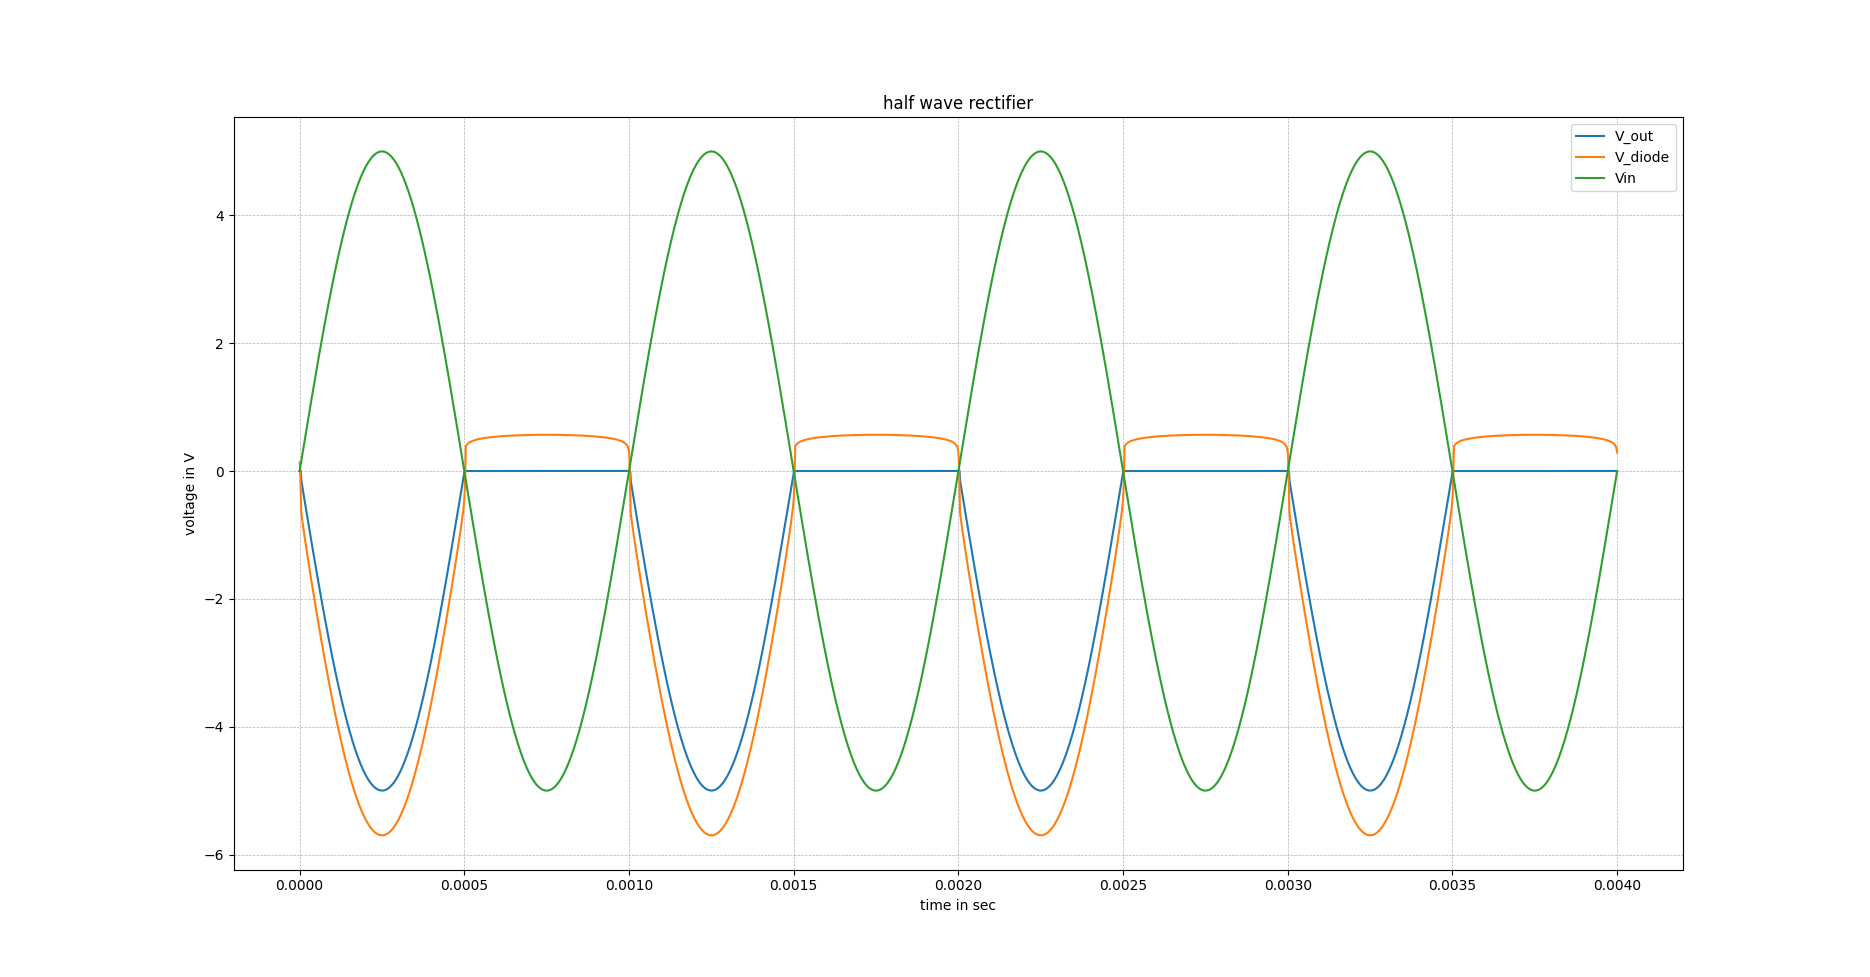 half wave rectifier
V_out
V_diode
Vin
4
2
0
−2
−4
−6
voltage in V
0.0000 0.0005 0.0010 0.0015 0.0020 0.0025 0.0030 0.0035 0.0040
time in sec